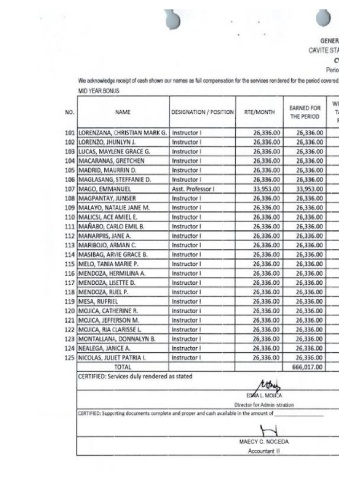 GENER
CAVITE STA
C
Perio
We acknowledge receipt of cash shown our names as full compensation for the services rendered for the period covered
MID YEAR BONUS
NO. NAME DESIGNATION / POSITION RTE/MONTH EARNED FOR THE PERIOD
101 LORENZANA, CHRISTIAN MARK G. Instructor I 26,336.00 26,336.00
102 LORENZO, JHUNLYN J. Instructor I 26,336.00 26,336.00
103 LUCAS, MAYLENE GRACE G. Instructor I 26,336.00 26,336.00
104 MACARANAS, GRETCHEN Instructor I 26,336.00 26,336.00
105 MADRID, MAURRIN D. Instructor I 26,336.00 26,336.00
106 MAGLASANG, STEFFANIE D. Instructor I 26,336.00 26,336.00
107 MAGO, EMMANUEL Asst. Professor I 33,953.00 33,953.00
108 MAGPANTAY, JUNSER Instructor I 26,336.00 26,336.00
109 MALAYO, NATALIE JANE M. Instructor I 26,336.00 26,336.00
110 MALICSI, ACE AMIEL E. Instructor I 26,336.00 26,336.00
111 MAÑABO, CARLO EMIL B. Instructor I 26,336.00 26,336.00
112 MANARPIIS, JANE A. Instructor I 26,336.00 26,336.00
113 MARIBOJO, ARMAN C. Instructor I 26,336.00 26,336.00
114 MASIBAG, ARVIE GRACE B. Instructor I 26,336.00 26,336.00
115 MELO, TANIA MARIE P. Instructor I 26,336.00 26,336.00
116 MENDOZA, HERMILINA A. Instructor I 26,336.00 26,336.00
117 MENDOZA, LISETTE D. Instructor I 26,336.00 26,336.00
118 MENDOZA, RUEL P. Instructor I 26,336.00 26,336.00
119 MESA, RUFRIEL Instructor I 26,336.00 26,336.00
120 MOJICA, CATHERINE R. Instructor I 26,336.00 26,336.00
121 MOJICA, JEFFERSON M. Instructor I 26,336.00 26,336.00
122 MOJICA, RIA CLARISSE L. Instructor I 26,336.00 26,336.00
123 MONTALLANA, DONNALYN B. Instructor I 26,336.00 26,336.00
124 NEALEGA, JANICE A. Instructor I 26,336.00 26,336.00
125 NICOLAS, JULIET PATRIA I. Instructor I 26,336.00 26,336.00
TOTAL 666,017.00
CERTIFIED: Services duly rendered as stated
EDNA L. MOJICA
Director for Admin istration
CERTIFIED: Supporting documents complete and proper and cash available in the amount of
MAECY C. NOCEDA
Accountant II